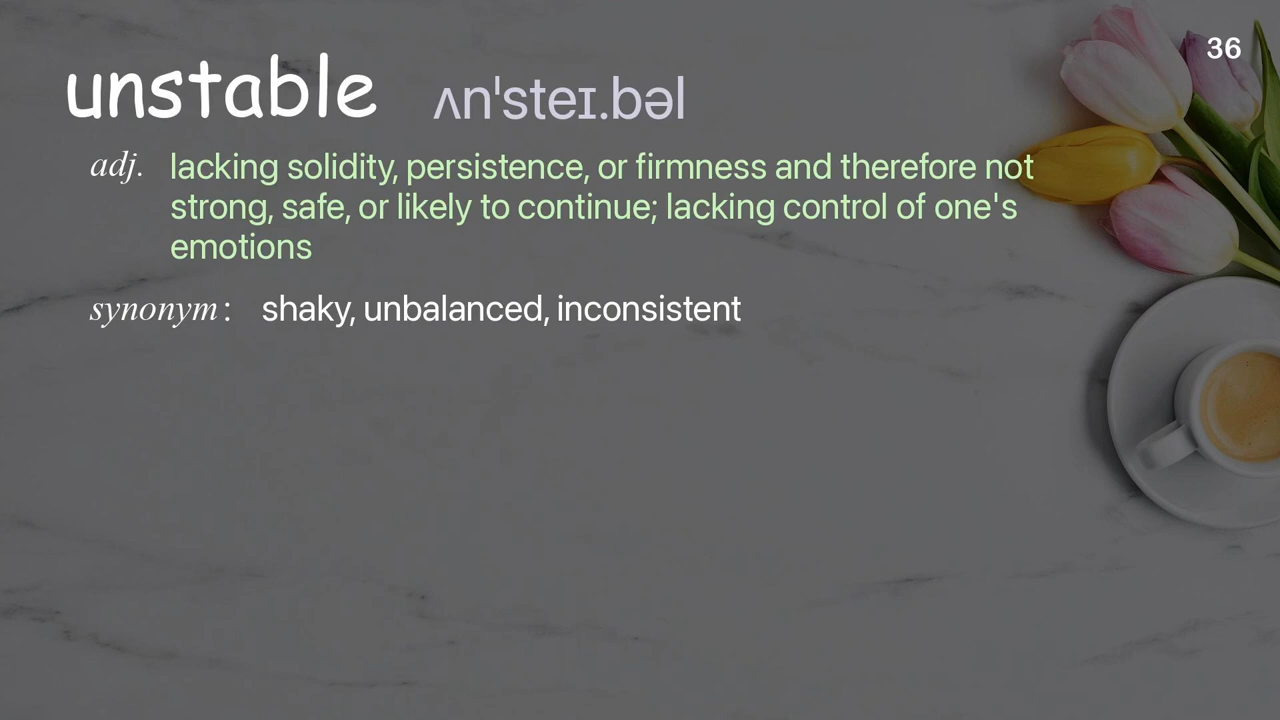 36
unstable ʌnˈsteɪ.bəl
adj. lacking solidity, persistence, or firmness and therefore not
strong, safe, or likely to continue; lacking control of one's
emotions
synonym: shaky, unbalanced, inconsistent